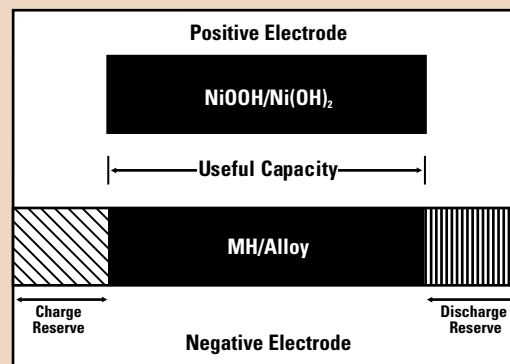 Positive Electrode
NiOOH/Ni(OH)₂
Useful Capacity
MH/Alloy
Charge
Reserve
Discharge
Reserve
Negative Electrode